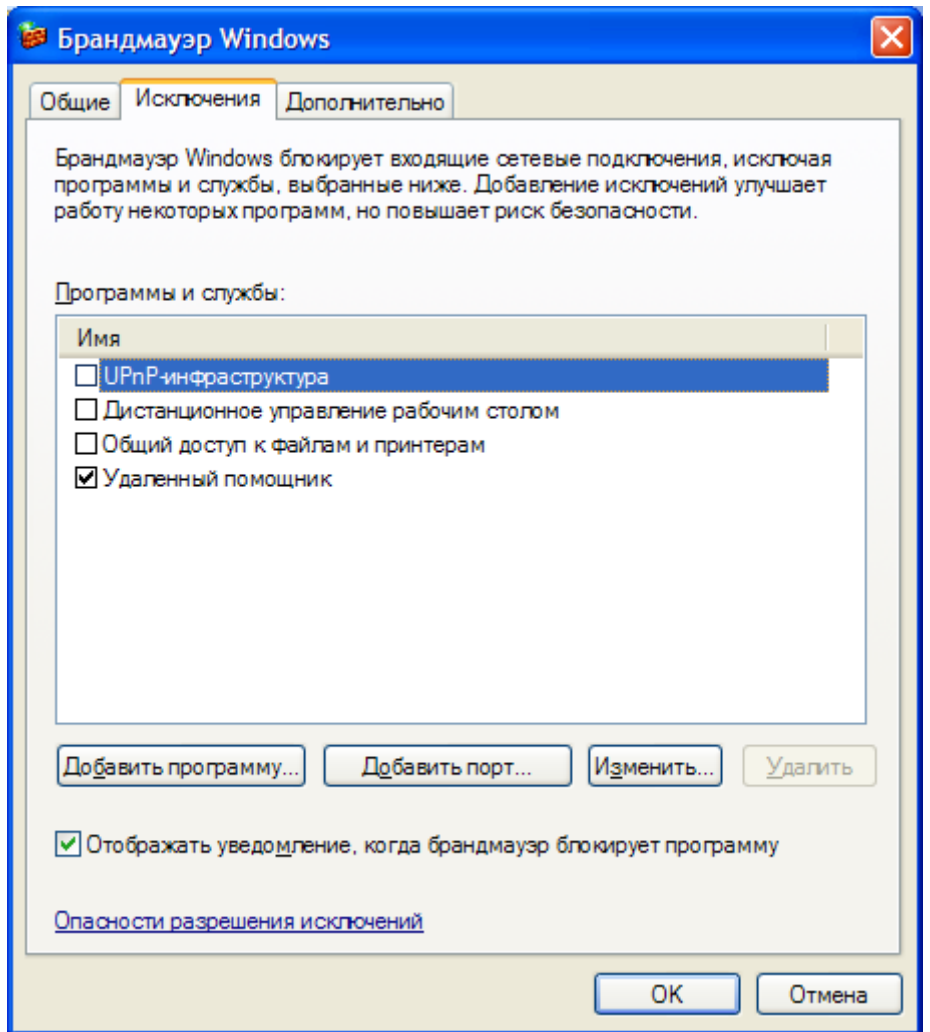 Брандмауэр Windows
Общие
Исключения
Дополнительно
Брандмауэр Windows блокирует входящие сетевые подключения, исключая
программы и службы, выбранные ниже. Добавление исключений улучшает
работу некоторых программ, но повышает риск безопасности.
Программы и службы:
Имя
UPnP-инфраструктура
Дистанционное управление рабочим столом
Общий доступ к файлам и принтерам
Удаленный помощник
Добавить программу...
Добавить порт...
Изменить...
Удалить
Отображать уведомление, когда брандмауэр блокирует программу
Опасности разрешения исключений
OK
Отмена